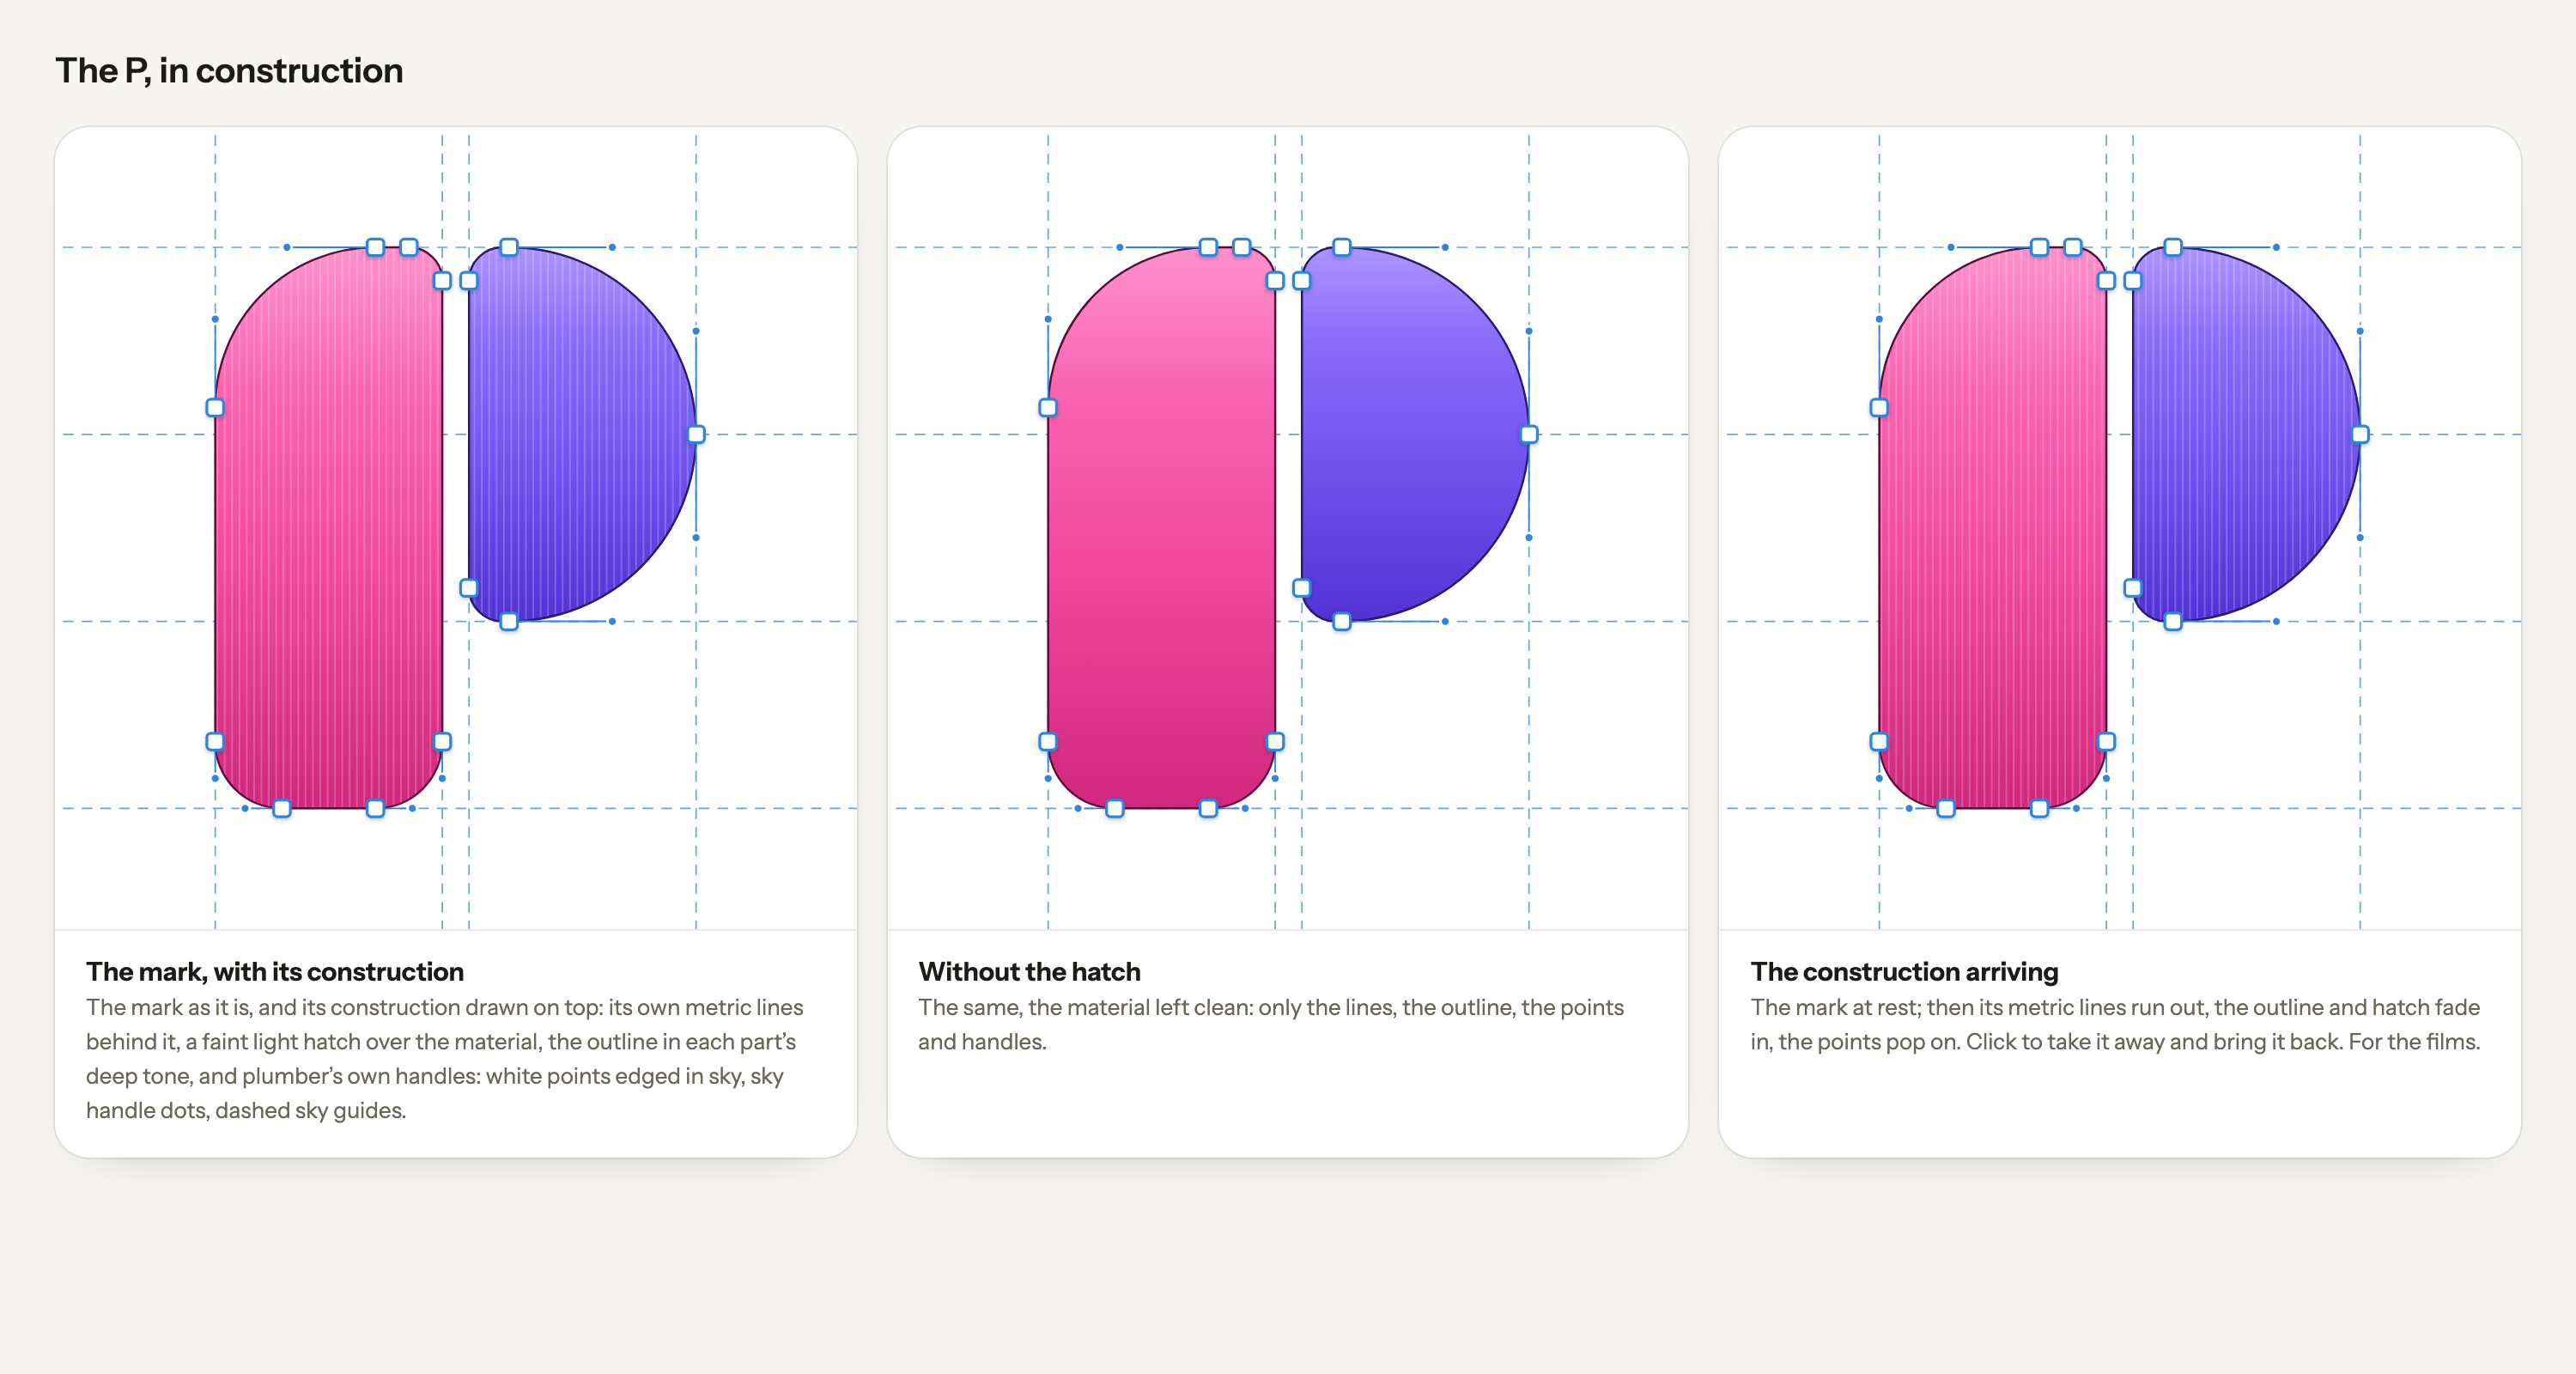 The P, in construction
The mark, with its construction
The mark as it is, and its construction drawn on top: its own metric lines
behind it, a faint light hatch over the material, the outline in each part’s
deep tone, and plumber’s own handles: white points edged in sky, sky
handle dots, dashed sky guides.
Without the hatch
The same, the material left clean: only the lines, the outline, the points
and handles.
The construction arriving
The mark at rest; then its metric lines run out, the outline and hatch fade
in, the points pop on. Click to take it away and bring it back. For the films.